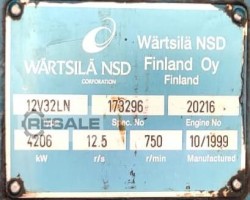 Wärtsilä NSD
Finland Oy
Finland
WÄRTSILÄ NSD
CORPORATION
12V32LN 173296 20216
Type Spec. No Engine No
RESALE
4206 12.5 750 10/1999
kW r/s r/min Manufactured